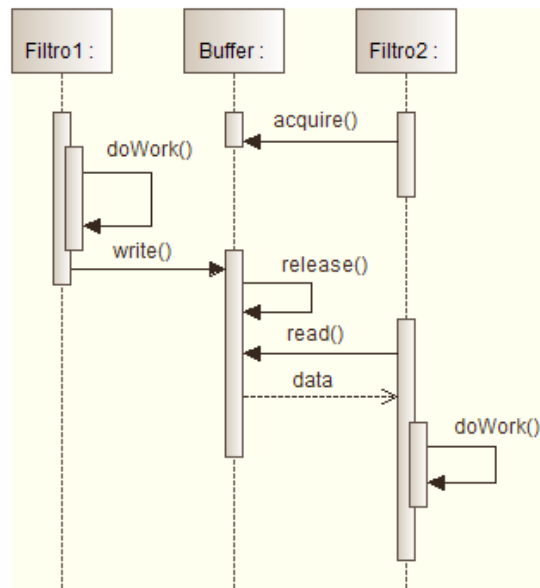 Filtro1 :
Buffer :
Filtro2 :
acquire()
doWork()
write()
release()
read()
data
doWork()